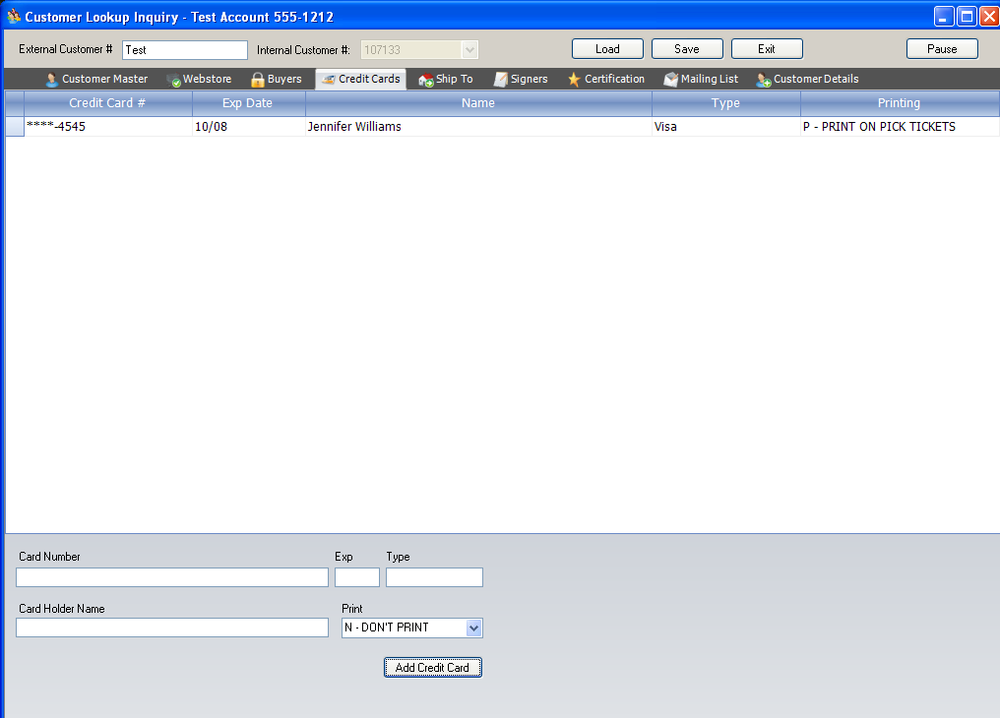 Customer Lookup Inquiry - Test Account 555-1212
External Customer # Test Internal Customer #: 107133 Load Save Exit Pause
Customer Master Webstore Buyers Credit Cards Ship To Signers Certification Mailing List Customer Details
Credit Card # Exp Date Name Type Printing
****-4545 10/08 Jennifer Williams Visa P - PRINT ON PICK TICKETS
Card Number Exp Type
Card Holder Name Print
N - DON'T PRINT
Add Credit Card